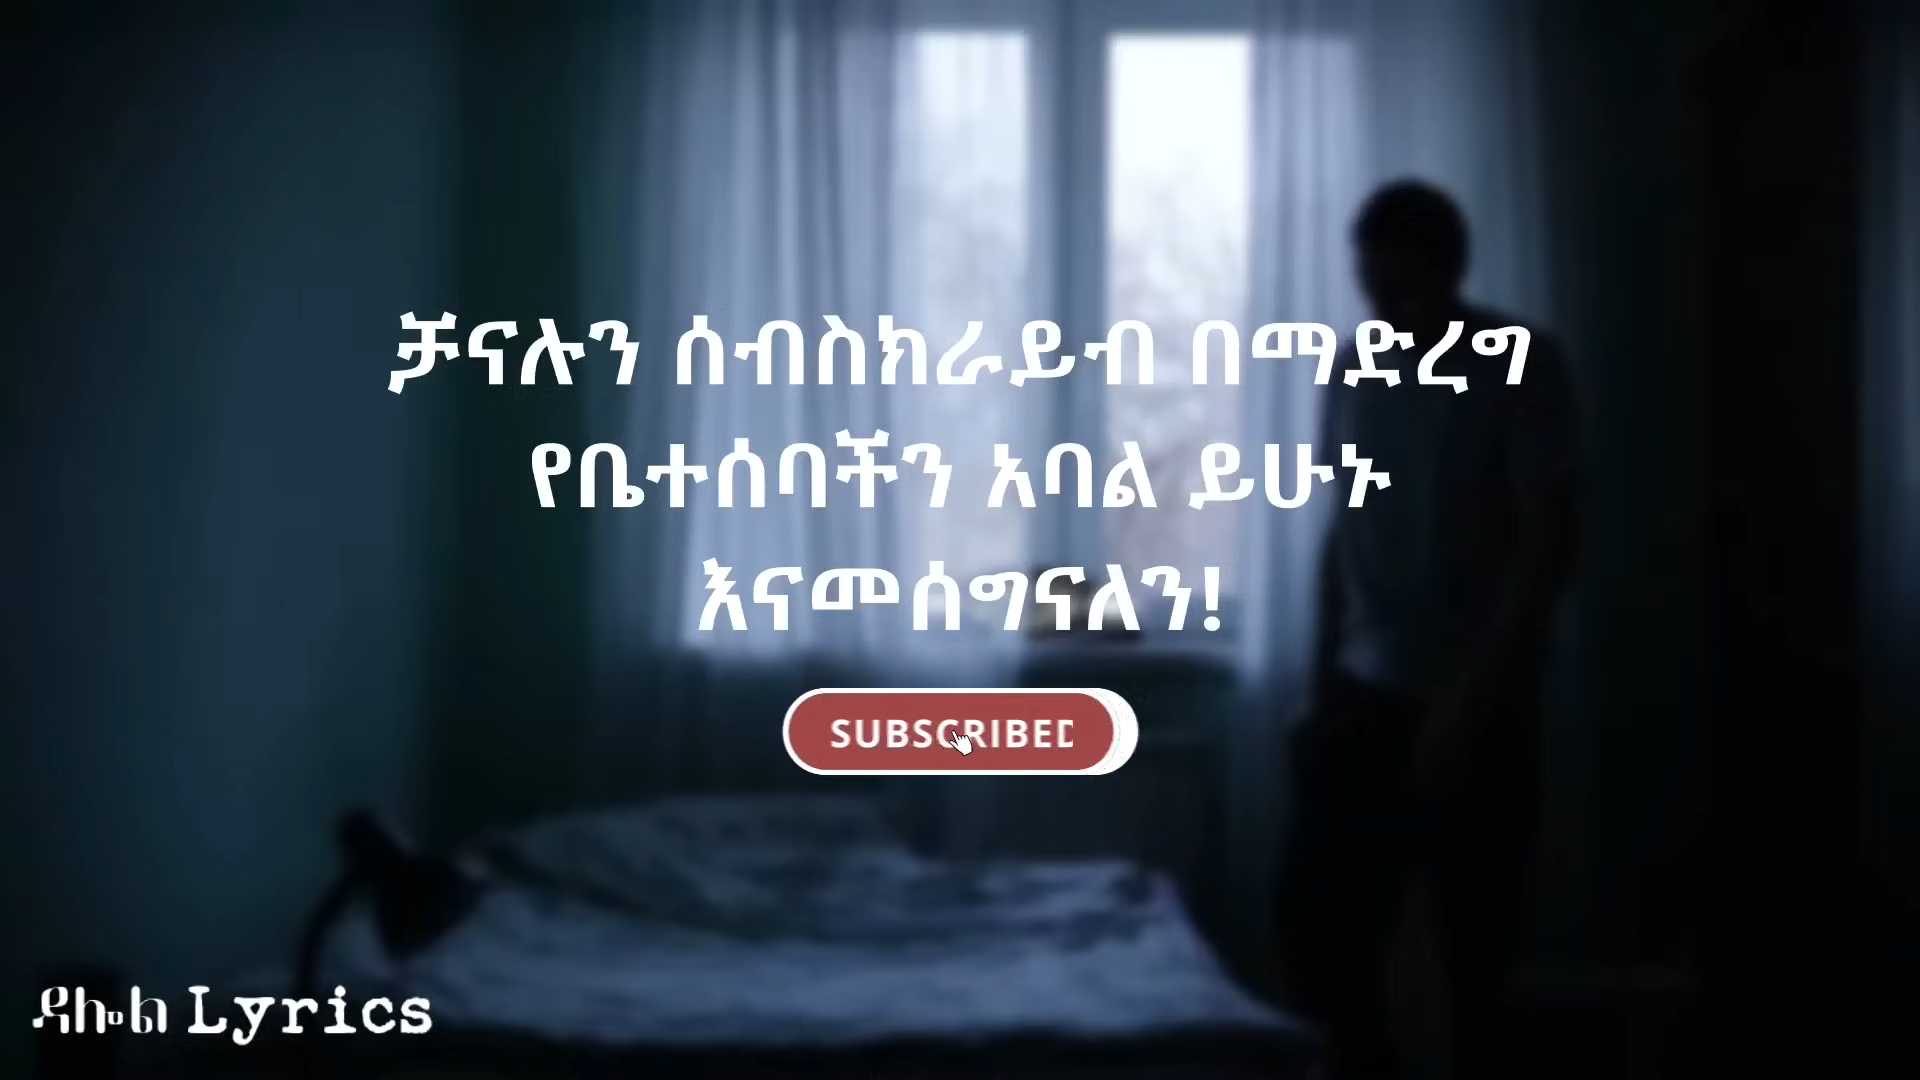 ቻናሉን ሰብስክራይብ በማድረግ
የቤተሰባችን አባል ይሁኑ
እናመሰግናለን!
SUBSCRIBED
ዳሎል Lyrics